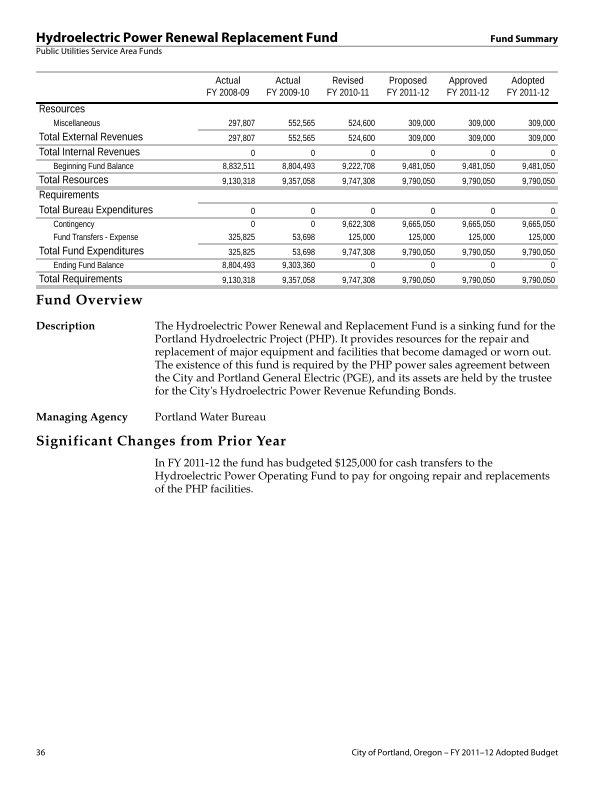 Hydroelectric Power Renewal Replacement Fund Fund Summary
Public Utilities Service Area Funds
Actual Actual Revised Proposed Approved Adopted
FY 2008-09 FY 2009-10 FY 2010-11 FY 2011-12 FY 2011-12 FY 2011-12
Resources
Miscellaneous 297,807 552,565 524,600 309,000 309,000 309,000
Total External Revenues 297,807 552,565 524,600 309,000 309,000 309,000
Total Internal Revenues 0 0 0 0 0 0
Beginning Fund Balance 8,832,511 8,804,493 9,222,708 9,481,050 9,481,050 9,481,050
Total Resources 9,130,318 9,357,058 9,747,308 9,790,050 9,790,050 9,790,050
Requirements
Total Bureau Expenditures 0 0 0 0 0 0
Contingency 0 0 9,622,308 9,665,050 9,665,050 9,665,050
Fund Transfers - Expense 325,825 53,698 125,000 125,000 125,000 125,000
Total Fund Expenditures 325,825 53,698 9,747,308 9,790,050 9,790,050 9,790,050
Ending Fund Balance 8,804,493 9,303,360 0 0 0 0
Total Requirements 9,130,318 9,357,058 9,747,308 9,790,050 9,790,050 9,790,050
Fund Overview
Description The Hydroelectric Power Renewal and Replacement Fund is a sinking fund for the
Portland Hydroelectric Project (PHP). It provides resources for the repair and
replacement of major equipment and facilities that become damaged or worn out.
The existence of this fund is required by the PHP power sales agreement between
the City and Portland General Electric (PGE), and its assets are held by the trustee
for the City's Hydroelectric Power Revenue Refunding Bonds.
Managing Agency Portland Water Bureau
Significant Changes from Prior Year
In FY 2011-12 the fund has budgeted $125,000 for cash transfers to the
Hydroelectric Power Operating Fund to pay for ongoing repair and replacements
of the PHP facilities.
36 City of Portland, Oregon – FY 2011–12 Adopted Budget